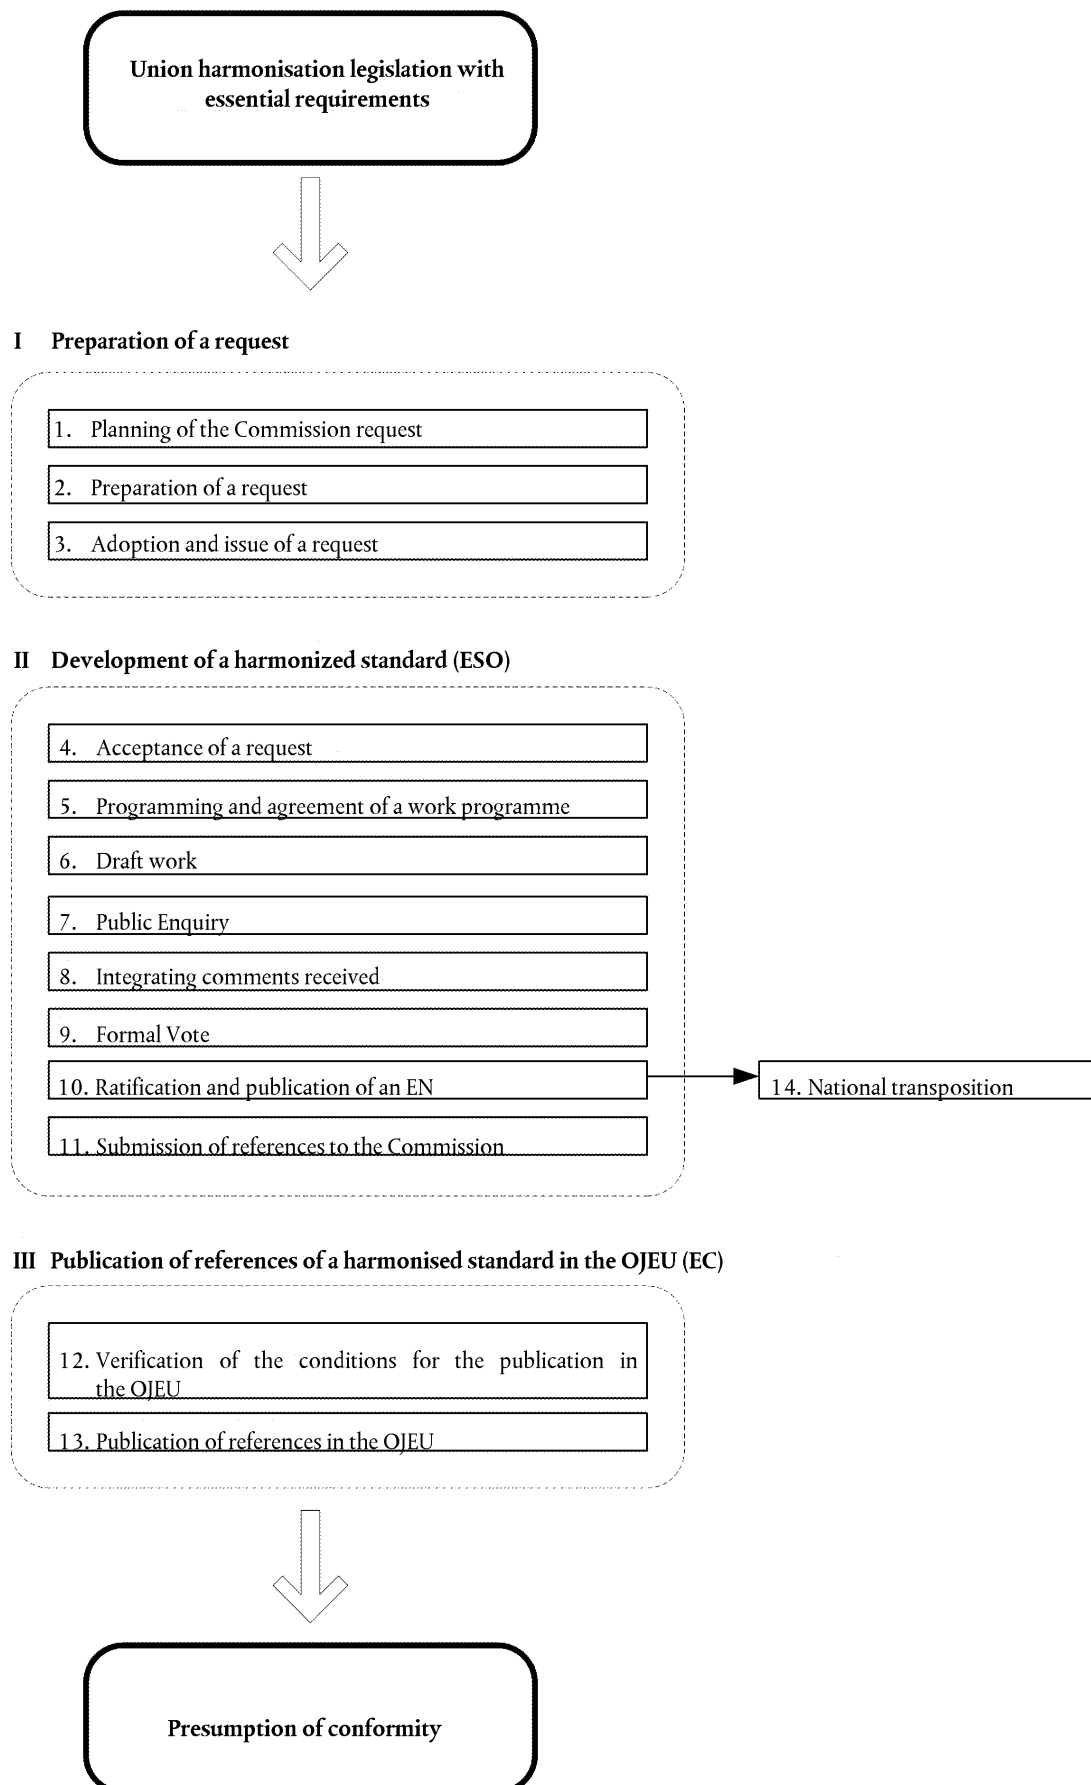 Union harmonisation legislation with
essential requirements
I Preparation of a request
1. Planning of the Commission request
2. Preparation of a request
3. Adoption and issue of a request
II Development of a harmonized standard (ESO)
4. Acceptance of a request
5. Programming and agreement of a work programme
6. Draft work
7. Public Enquiry
8. Integrating comments received
9. Formal Vote
10. Ratification and publication of an EN
14. National transposition
11. Submission of references to the Commission
III Publication of references of a harmonised standard in the OJEU (EC)
12. Verification of the conditions for the publication in
the OJEU
13. Publication of references in the OJEU
Presumption of conformity